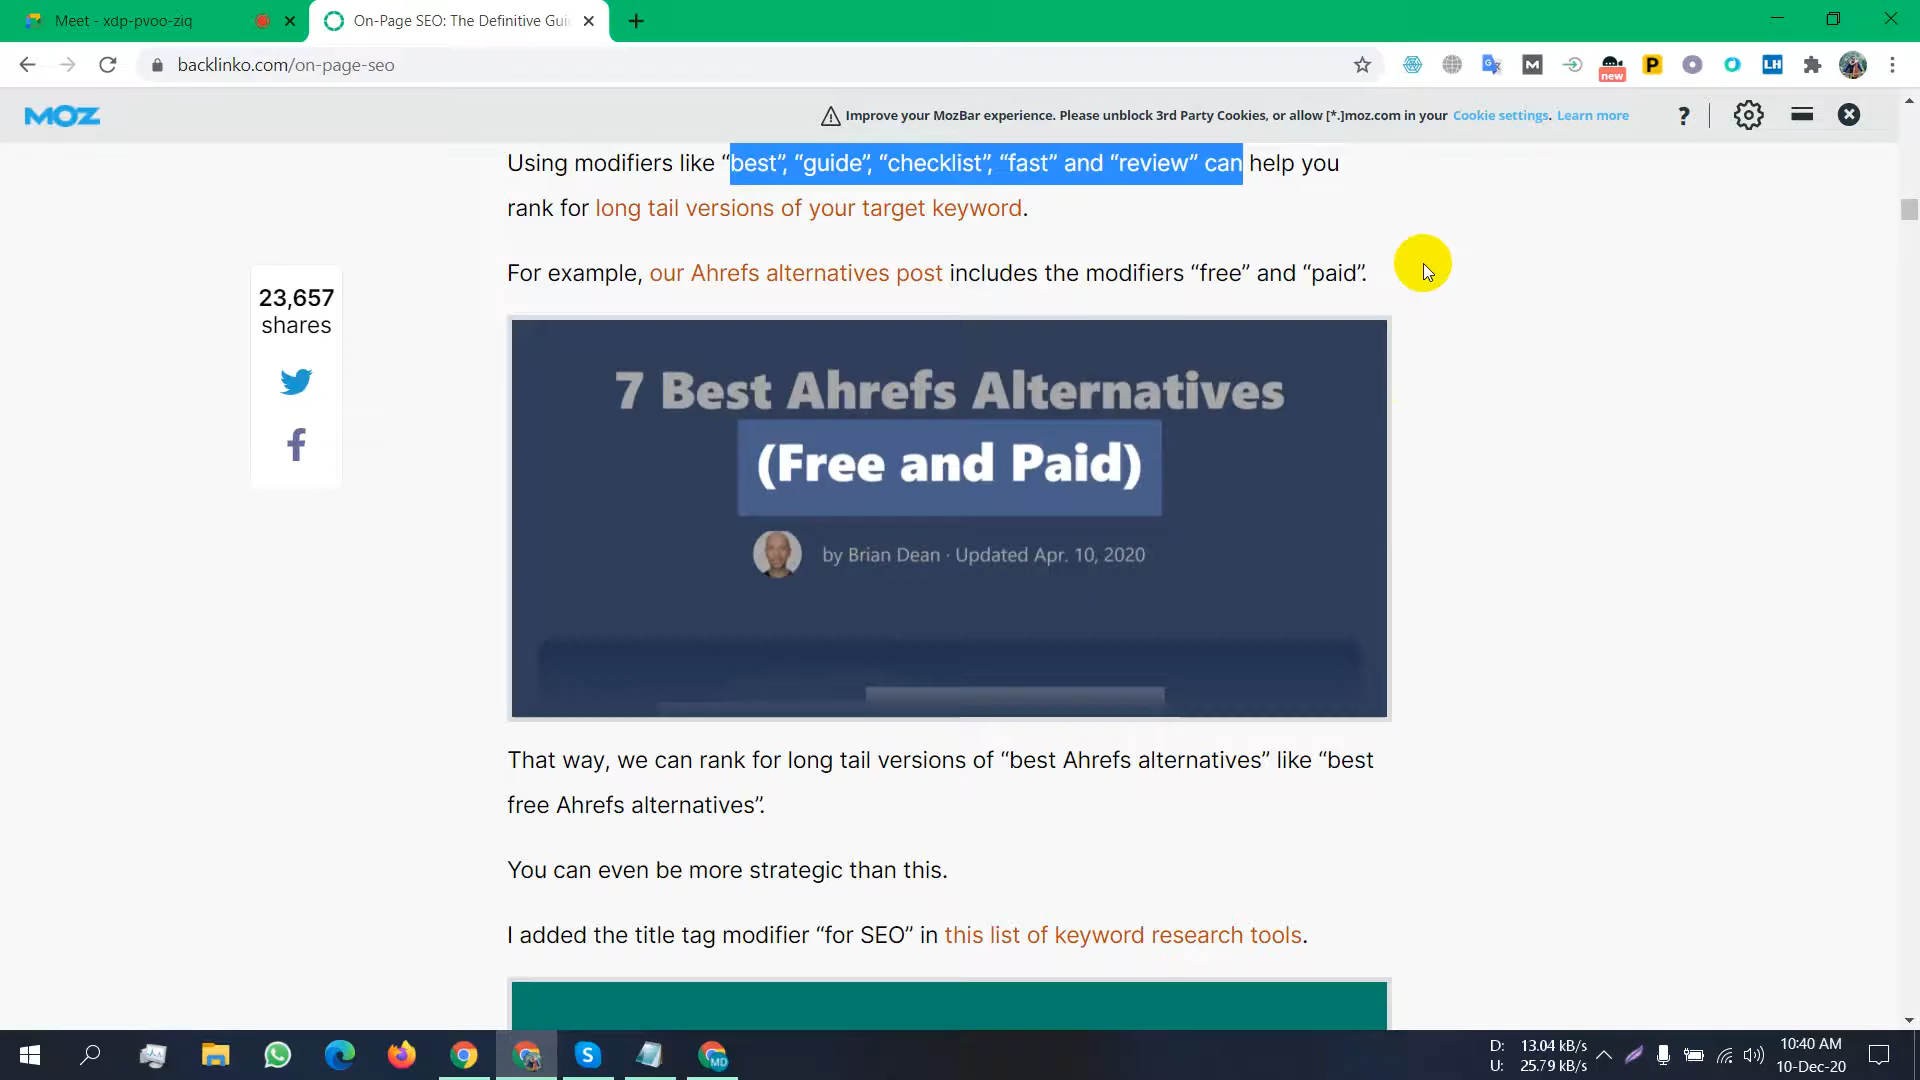 Meet - xdp-pvoo-ziq
On-Page SEO: The Definitive Gui
backlinko.com/on-page-seo
new
MOZ
Improve your MozBar experience. Please unblock 3rd Party Cookies, or allow [*.]moz.com in your Cookie settings. Learn more
Using modifiers like “best”, “guide”, “checklist”, “fast” and “review” can help you
rank for long tail versions of your target keyword.
For example, our Ahrefs alternatives post includes the modifiers “free” and “paid”.
23,657
shares
7 Best Ahrefs Alternatives
(Free and Paid)
by Brian Dean · Updated Apr. 10, 2020
That way, we can rank for long tail versions of “best Ahrefs alternatives” like “best
free Ahrefs alternatives”.
You can even be more strategic than this.
I added the title tag modifier “for SEO” in this list of keyword research tools.
D: 13.04 kB/s
U: 25.79 kB/s
10:40 AM
10-Dec-20